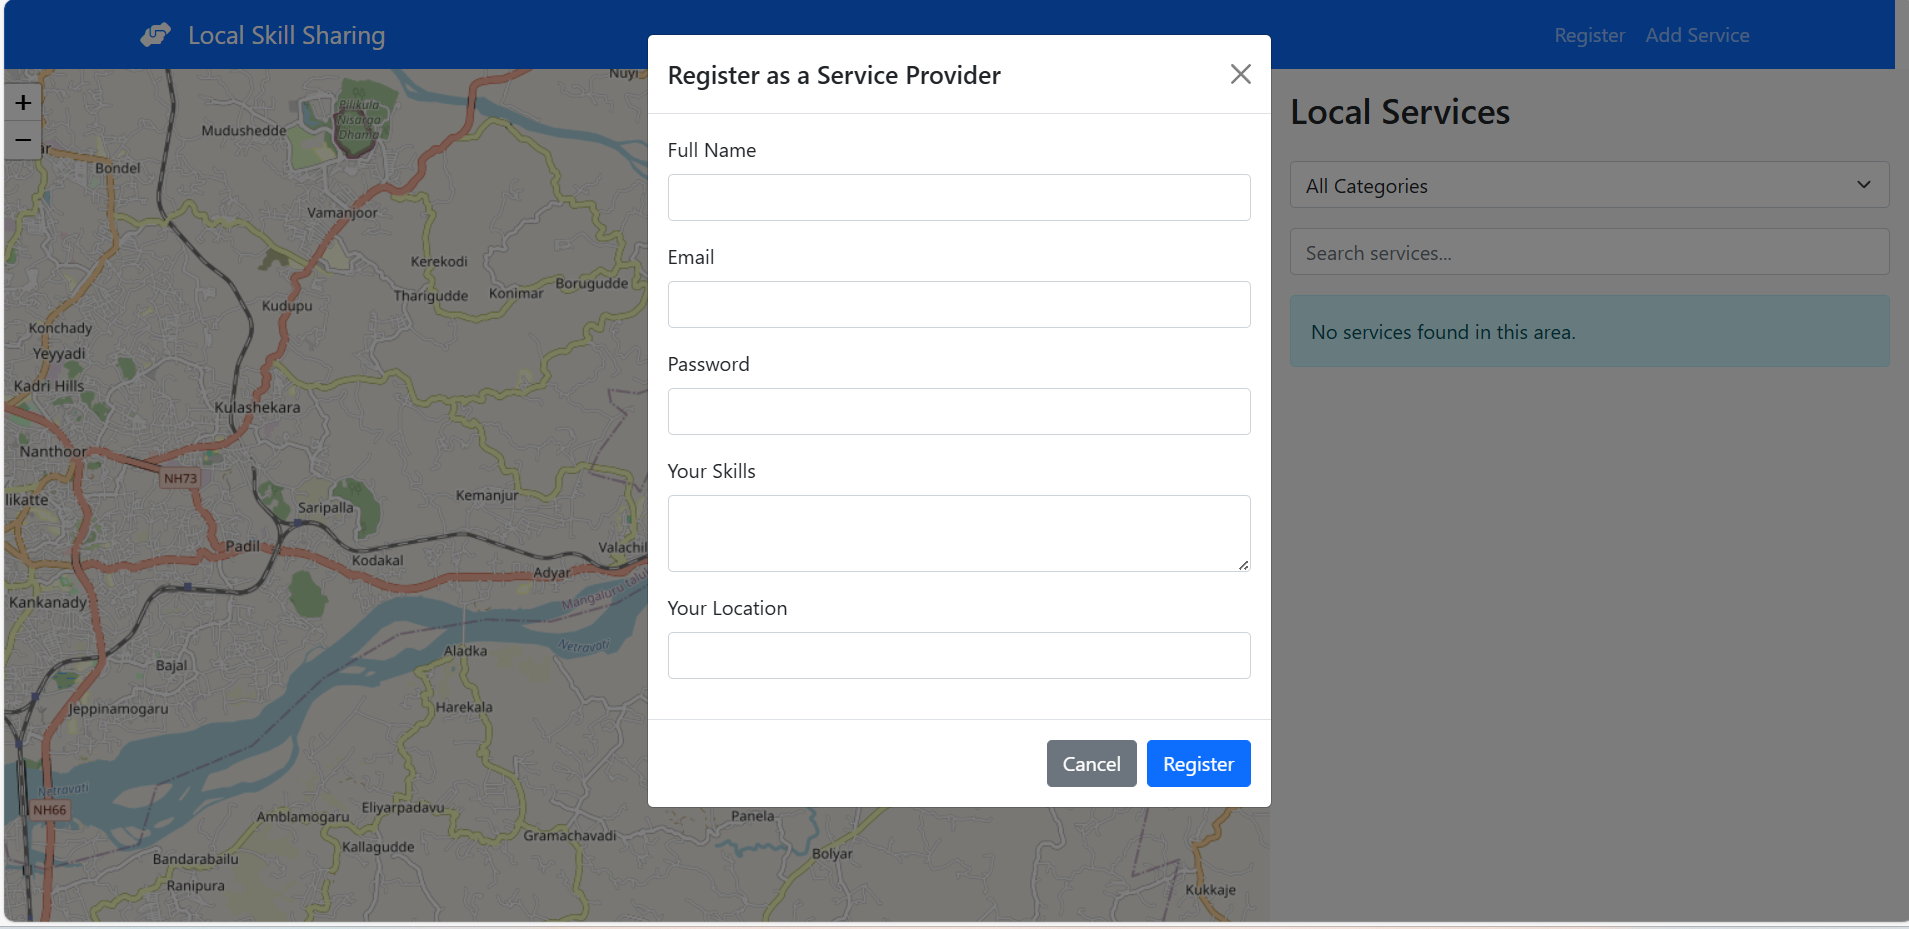 Local Skill Sharing
Register
Add Service
+
−
Register as a Service Provider
Full Name
Email
Password
Your Skills
Your Location
Cancel
Register
Local Services
All Categories
Search services...
No services found in this area.
Nuyi
Pilikula
Nisarga
Dhama
Mudushedde
Bondel
Vamanjoor
Kerekodi
Borugudde
Tharigudde
Konimar
Kudupu
Konchady
Yeyyadi
Kadri Hills
Kulashekara
Nanthoor
NH73
Kemanjur
likatte
Saripalla
Padil
Valachil
Kodakal
Adyar
Mangaluru talu
Kankanady
Netravati
Aladka
Bajal
Harekala
Jeppinamogaru
Netravati
NH66
Eliyarpadavu
Amblamogaru
Panela
Gramachavadi
Kallagudde
Bolyar
Bandarabailu
Ranipura
Kukkaje